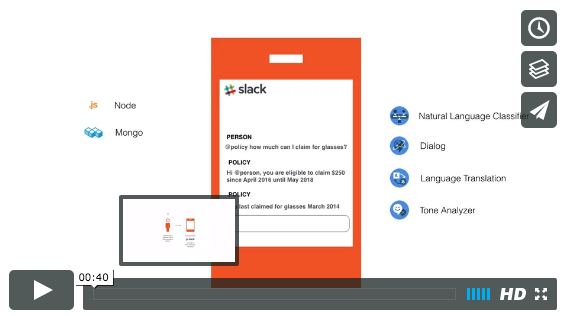 slack
js Node
Mongo
PERSON
@policy how much can I claim for glasses?
POLICY
Hi @person, you are eligible to claim $250
since April 2016 until May 2018
POLICY
last claimed for glasses March 2014
Natural Language Classifier
Dialog
Language Translation
Tone Analyzer
00:40
HD